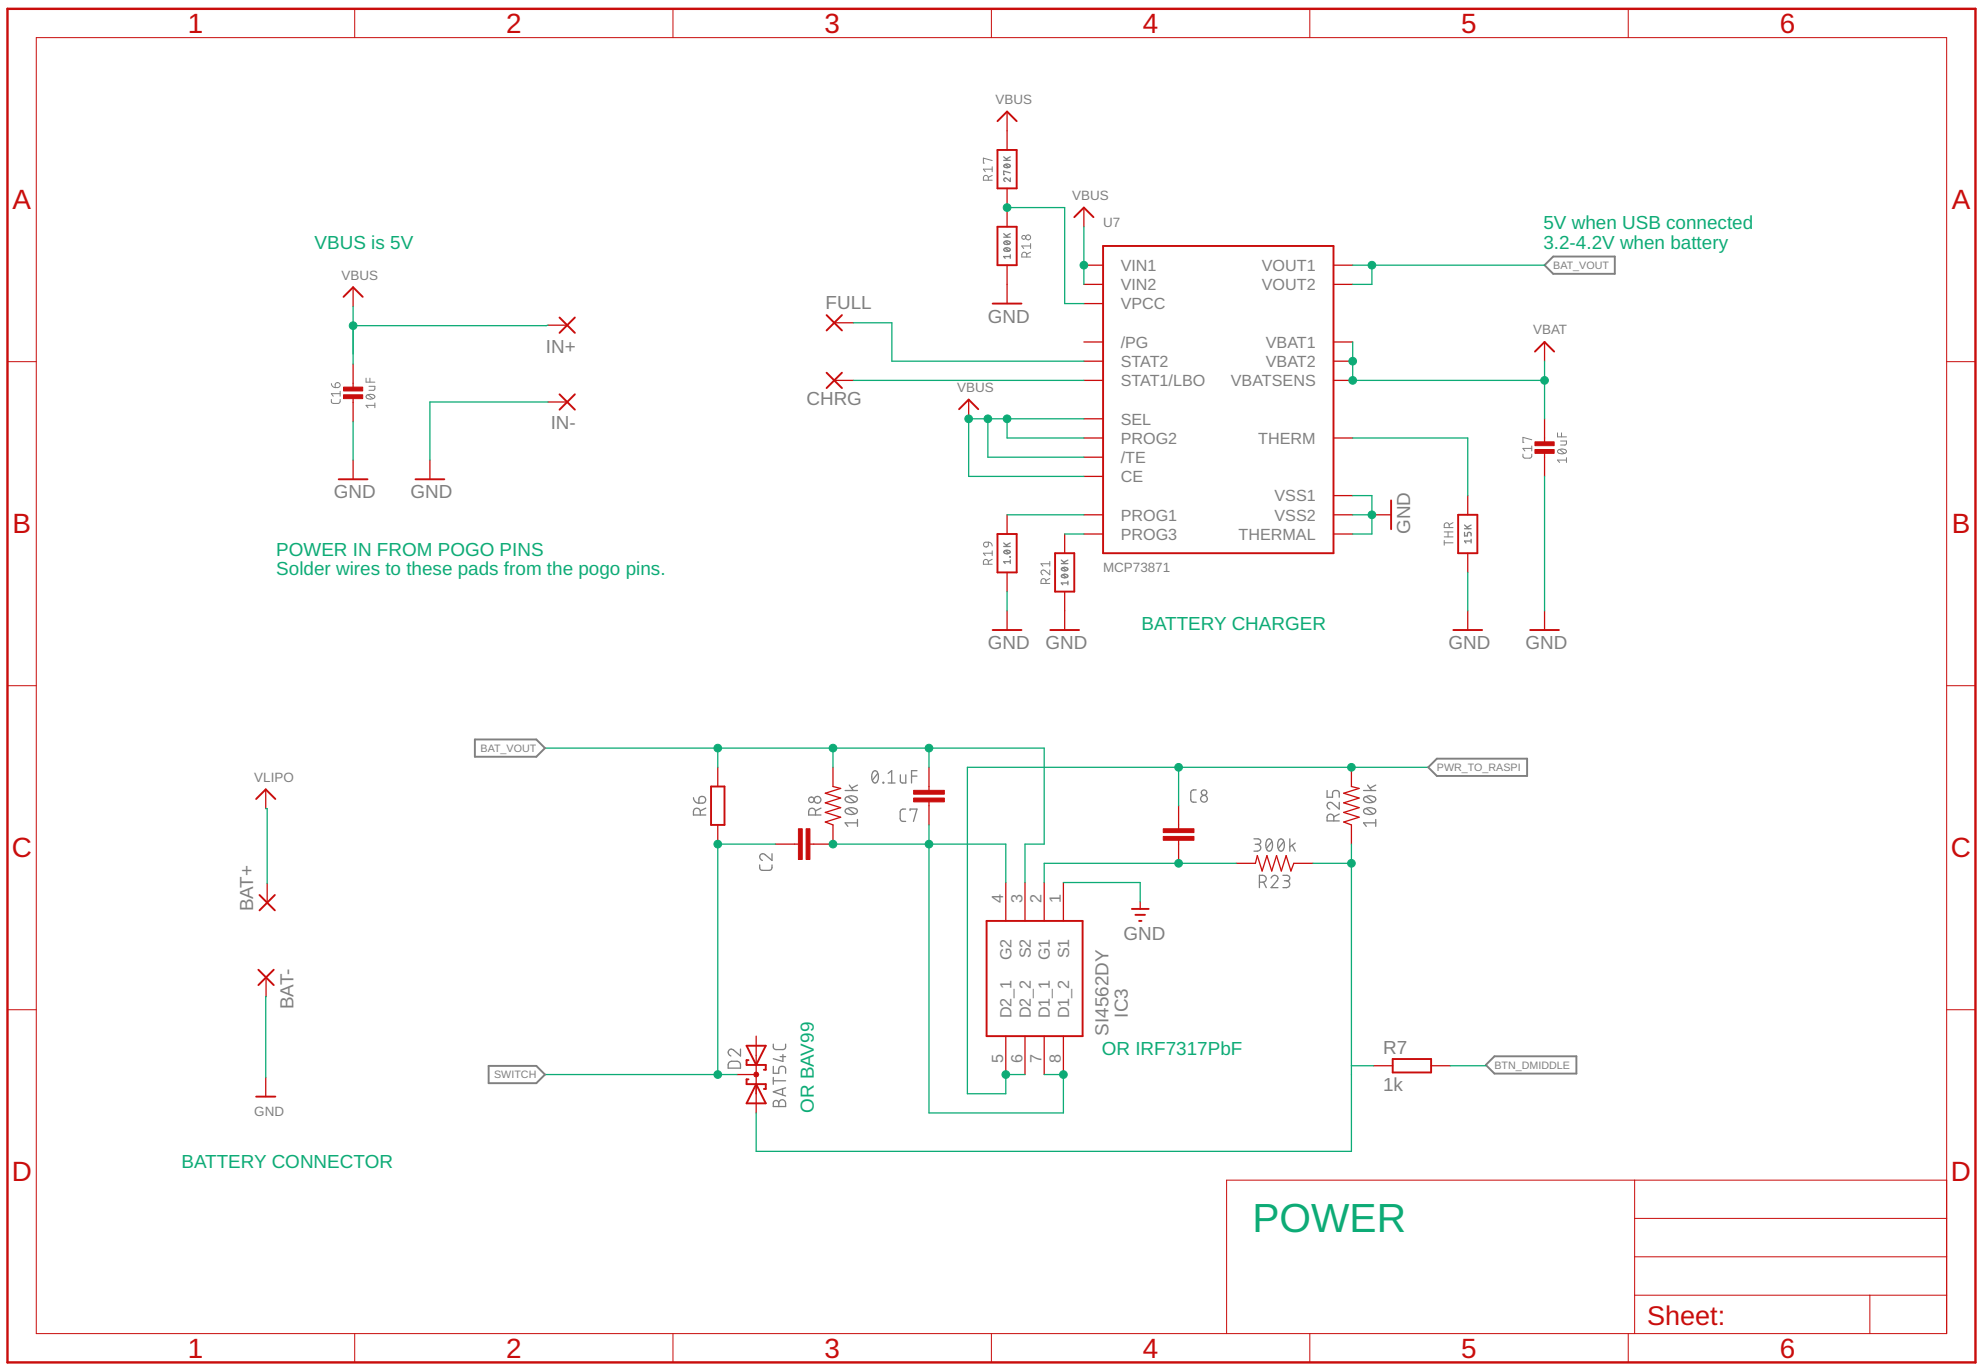 1 2 3 4 5 6
A
A
B
B
C
C
D
D
VBUS is 5V
VBUS
C16
10uF
IN+
IN-
GND
GND
POWER IN FROM POGO PINS
Solder wires to these pads from the pogo pins.
VBUS
R17
270K
100K
R18
GND
VBUS
U7
VIN1
VIN2
VPCC
/PG
STAT2
STAT1/LBO
SEL
PROG2
/TE
CE
PROG1
PROG3
VOUT1
VOUT2
VBAT1
VBAT2
VBATSENS
THERM
VSS1
VSS2
THERMAL
MCP73871
FULL
CHRG
VBUS
R19
1.0K
R21
100K
GND
GND
GND
BATTERY CHARGER
5V when USB connected
3.2-4.2V when battery
BAT_VOUT
VBAT
C17
10uF
THR
15K
GND
GND
VLIPO
BAT+
BAT-
GND
BATTERY CONNECTOR
BAT_VOUT
R6
C2
R8
100k
0.1uF
C7
SWITCH
D2
BAT54C
OR BAV99
4 3 2 1
G2 S2 G1 S1
D2_1 D2_2 D1_1 D1_2
5 6 7 8
SI4562DY
IC3
OR IRF7317PbF
GND
C8
300k
R23
R25
100k
PWR_TO_RASPI
R7
1k
BTN_DMIDDLE
POWER
Sheet:
1 2 3 4 5 6